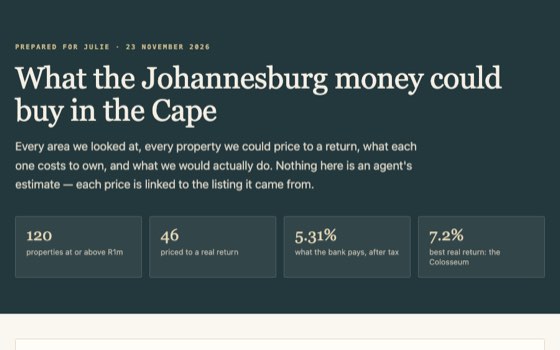 PREPARED FOR JULIE · 23 NOVEMBER 2026
What the Johannesburg money could
buy in the Cape
Every area we looked at, every property we could price to a return, what each
one costs to own, and what we would actually do. Nothing here is an agent's
estimate — each price is linked to the listing it came from.
120
properties at or above R1m
46
priced to a real return
5.31%
what the bank pays, after tax
7.2%
best real return: the
Colosseum